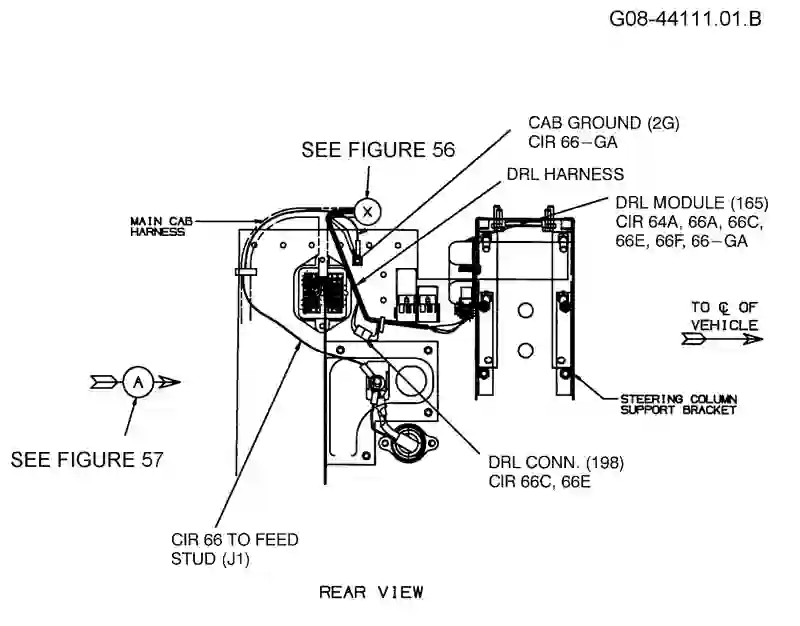 G08-44111.01.B
CAB GROUND (2G)
CIR 66-GA
SEE FIGURE 56
DRL HARNESS
DRL MODULE (165)
CIR 64A, 66A, 66C,
66E, 66F, 66-GA
MAIN CAB
HARNESS
X
TO ℄ OF
VEHICLE
A
STEERING COLUMN
SUPPORT BRACKET
SEE FIGURE 57
DRL CONN. (198)
CIR 66C, 66E
CIR 66 TO FEED
STUD (J1)
REAR VIEW